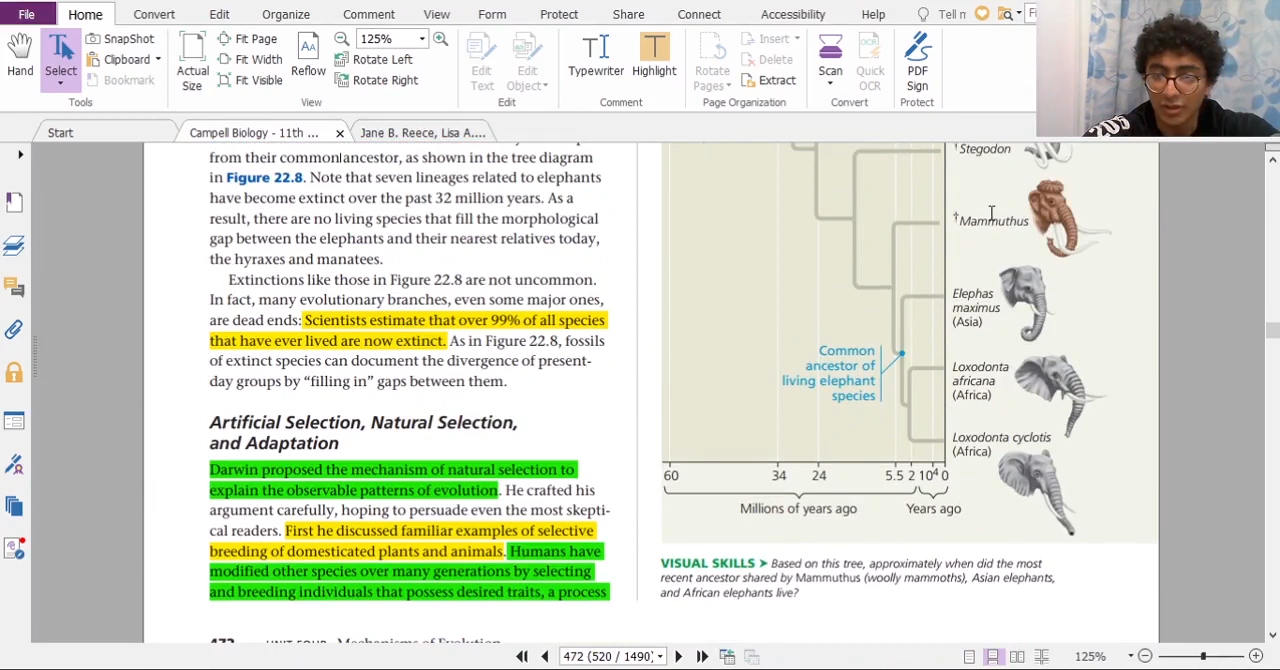 File Home Convert Edit Organize Comment View Form Protect Share Connect Accessibility Help Tell
Hand Select
SnapShot
Clipboard
Bookmark
Actual Size
Fit Page
Fit Width
Fit Visible
Reflow
125%
Rotate Left
Rotate Right
Edit Text
Edit Object
Typewriter Highlight
Rotate Pages
Insert
Delete
Extract
Scan
Quick OCR
PDF Sign
Tools View Edit Comment Page Organization Convert Protect
Start
Campell Biology - 11th ...
Jane B. Reece, Lisa A....
from their commonlancestor, as shown in the tree diagram
in Figure 22.8. Note that seven lineages related to elephants
have become extinct over the past 32 million years. As a
result, there are no living species that fill the morphological
gap between the elephants and their nearest relatives today,
the hyraxes and manatees.
Extinctions like those in Figure 22.8 are not uncommon.
In fact, many evolutionary branches, even some major ones,
are dead ends: Scientists estimate that over 99% of all species
that have ever lived are now extinct. As in Figure 22.8, fossils
of extinct species can document the divergence of present-
day groups by “filling in” gaps between them.
Artificial Selection, Natural Selection,
and Adaptation
Darwin proposed the mechanism of natural selection to
explain the observable patterns of evolution. He crafted his
argument carefully, hoping to persuade even the most skepti-
cal readers. First he discussed familiar examples of selective
breeding of domesticated plants and animals. Humans have
modified other species over many generations by selecting
and breeding individuals that possess desired traits, a process
472 UNIT FOUR Mechanisms of Evolution
†Stegodon
†Mammuthus
Elephas
maximus
(Asia)
Common
ancestor of
living elephant
species
Loxodonta
africana
(Africa)
Loxodonta cyclotis
(Africa)
60 34 24 5.5 2 10⁴ 0
Millions of years ago Years ago
VISUAL SKILLS ➤ Based on this tree, approximately when did the most
recent ancestor shared by Mammuthus (woolly mammoths), Asian elephants,
and African elephants live?
472 (520 / 1490)
125%